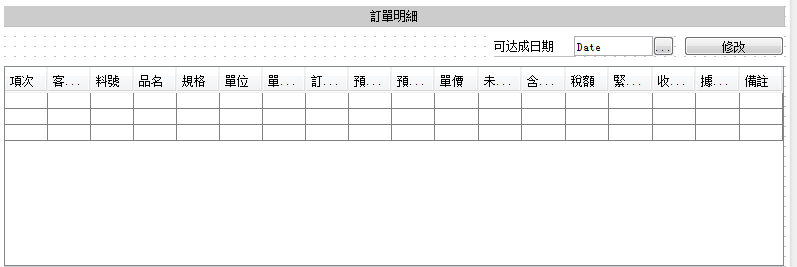 訂單明細
可达成日期 Date ... 修改
項次 客... 料號 品名 規格 單位 單... 訂... 預... 預... 單價 未... 含... 稅額 緊... 收... 據... 備註